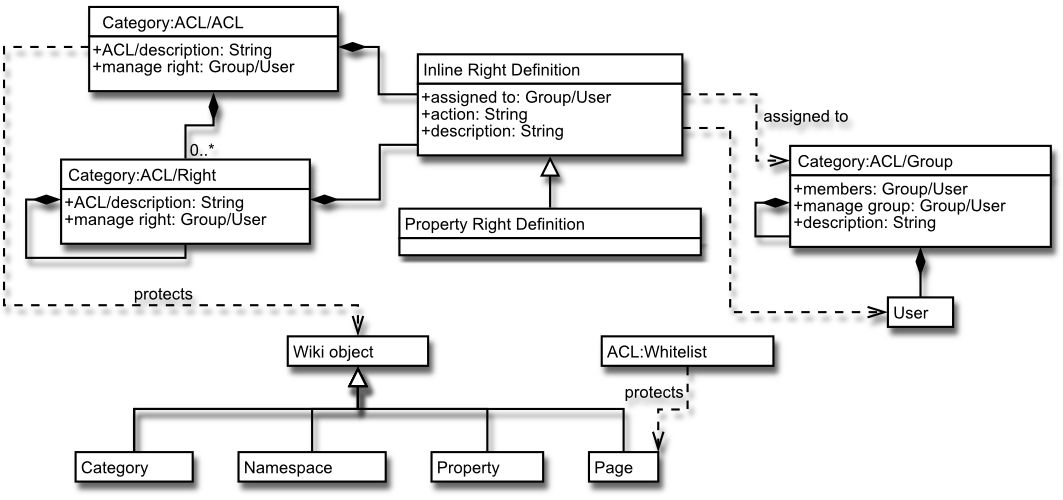 Category:ACL/ACL
+ACL/description: String
+manage right: Group/User
Inline Right Definition
+assigned to: Group/User
+action: String
+description: String
assigned to
0..*
Category:ACL/Right
+ACL/description: String
+manage right: Group/User
Category:ACL/Group
+members: Group/User
+manage group: Group/User
+description: String
Property Right Definition
protects
User
Wiki object
ACL:Whitelist
protects
Category
Namespace
Property
Page